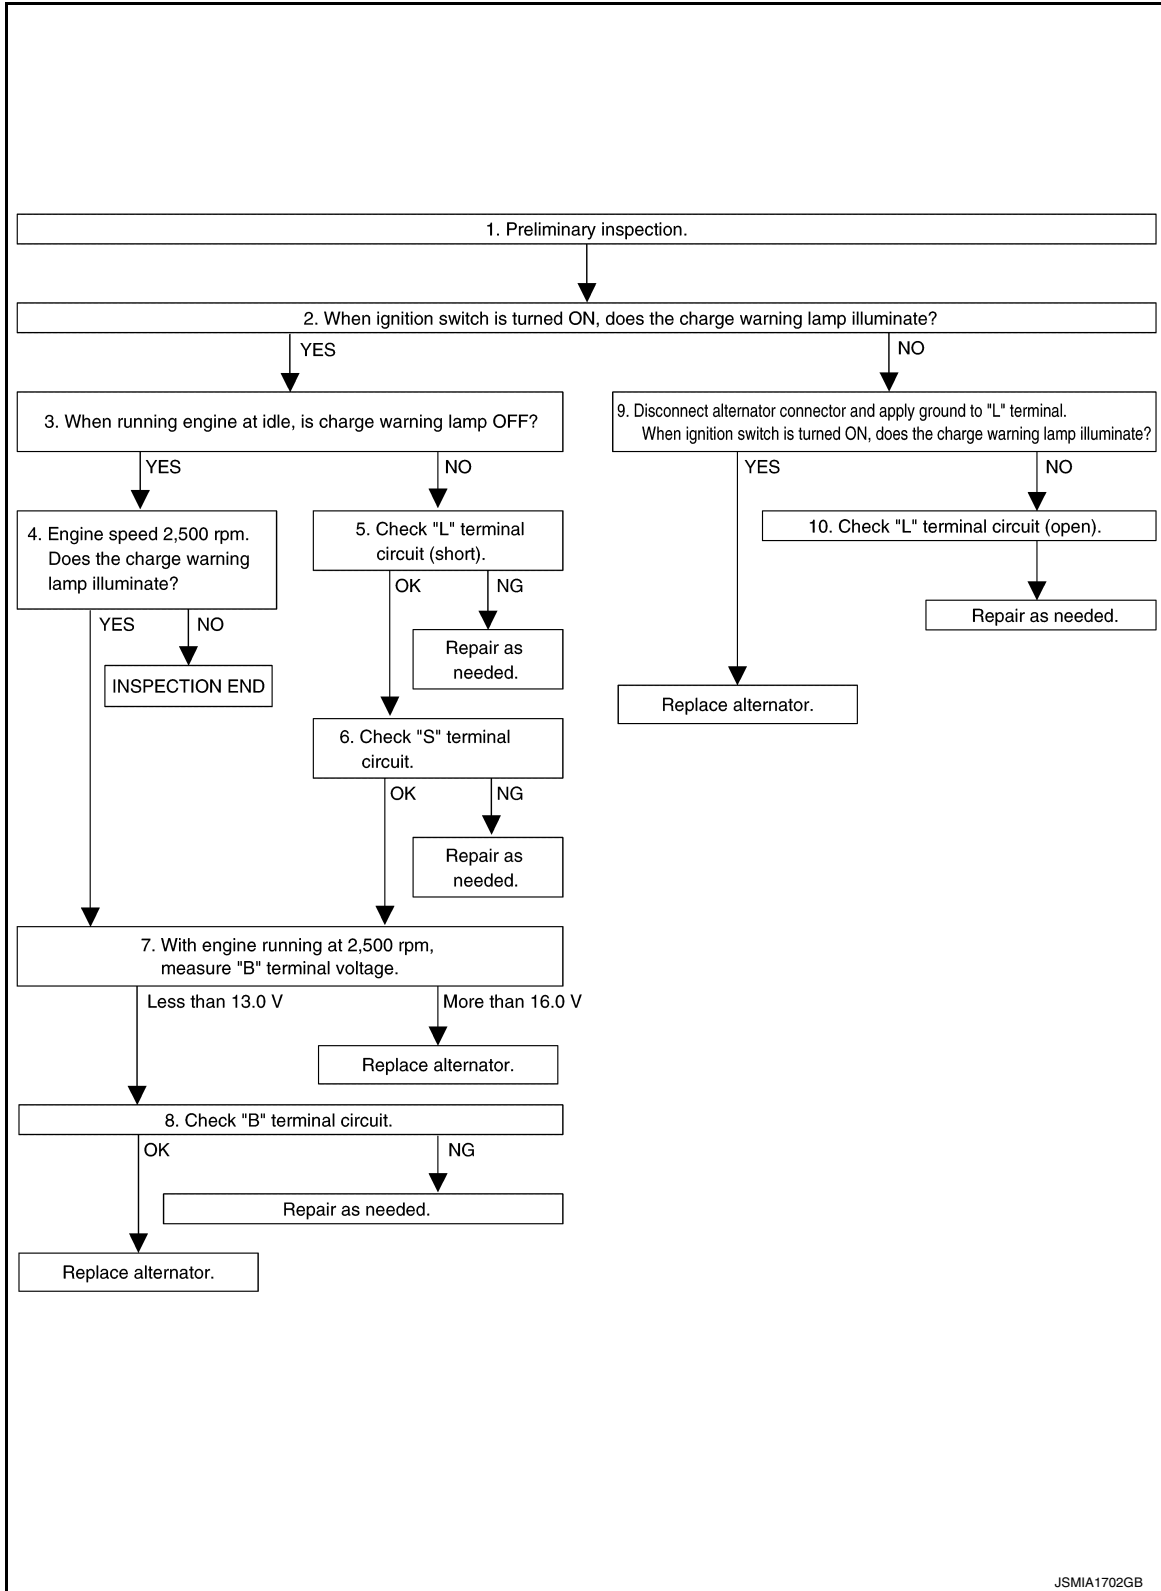 1. Preliminary inspection.
2. When ignition switch is turned ON, does the charge warning lamp illuminate?
YES
NO
3. When running engine at idle, is charge warning lamp OFF?
9. Disconnect alternator connector and apply ground to "L" terminal.
When ignition switch is turned ON, does the charge warning lamp illuminate?
YES
NO
YES
NO
4. Engine speed 2,500 rpm.
Does the charge warning
lamp illuminate?
5. Check "L" terminal
circuit (short).
10. Check "L" terminal circuit (open).
OK
NG
Repair as needed.
YES
NO
Repair as
needed.
INSPECTION END
Replace alternator.
6. Check "S" terminal
circuit.
OK
NG
Repair as
needed.
7. With engine running at 2,500 rpm,
measure "B" terminal voltage.
Less than 13.0 V
More than 16.0 V
Replace alternator.
8. Check "B" terminal circuit.
OK
NG
Repair as needed.
Replace alternator.
JSMIA1702GB